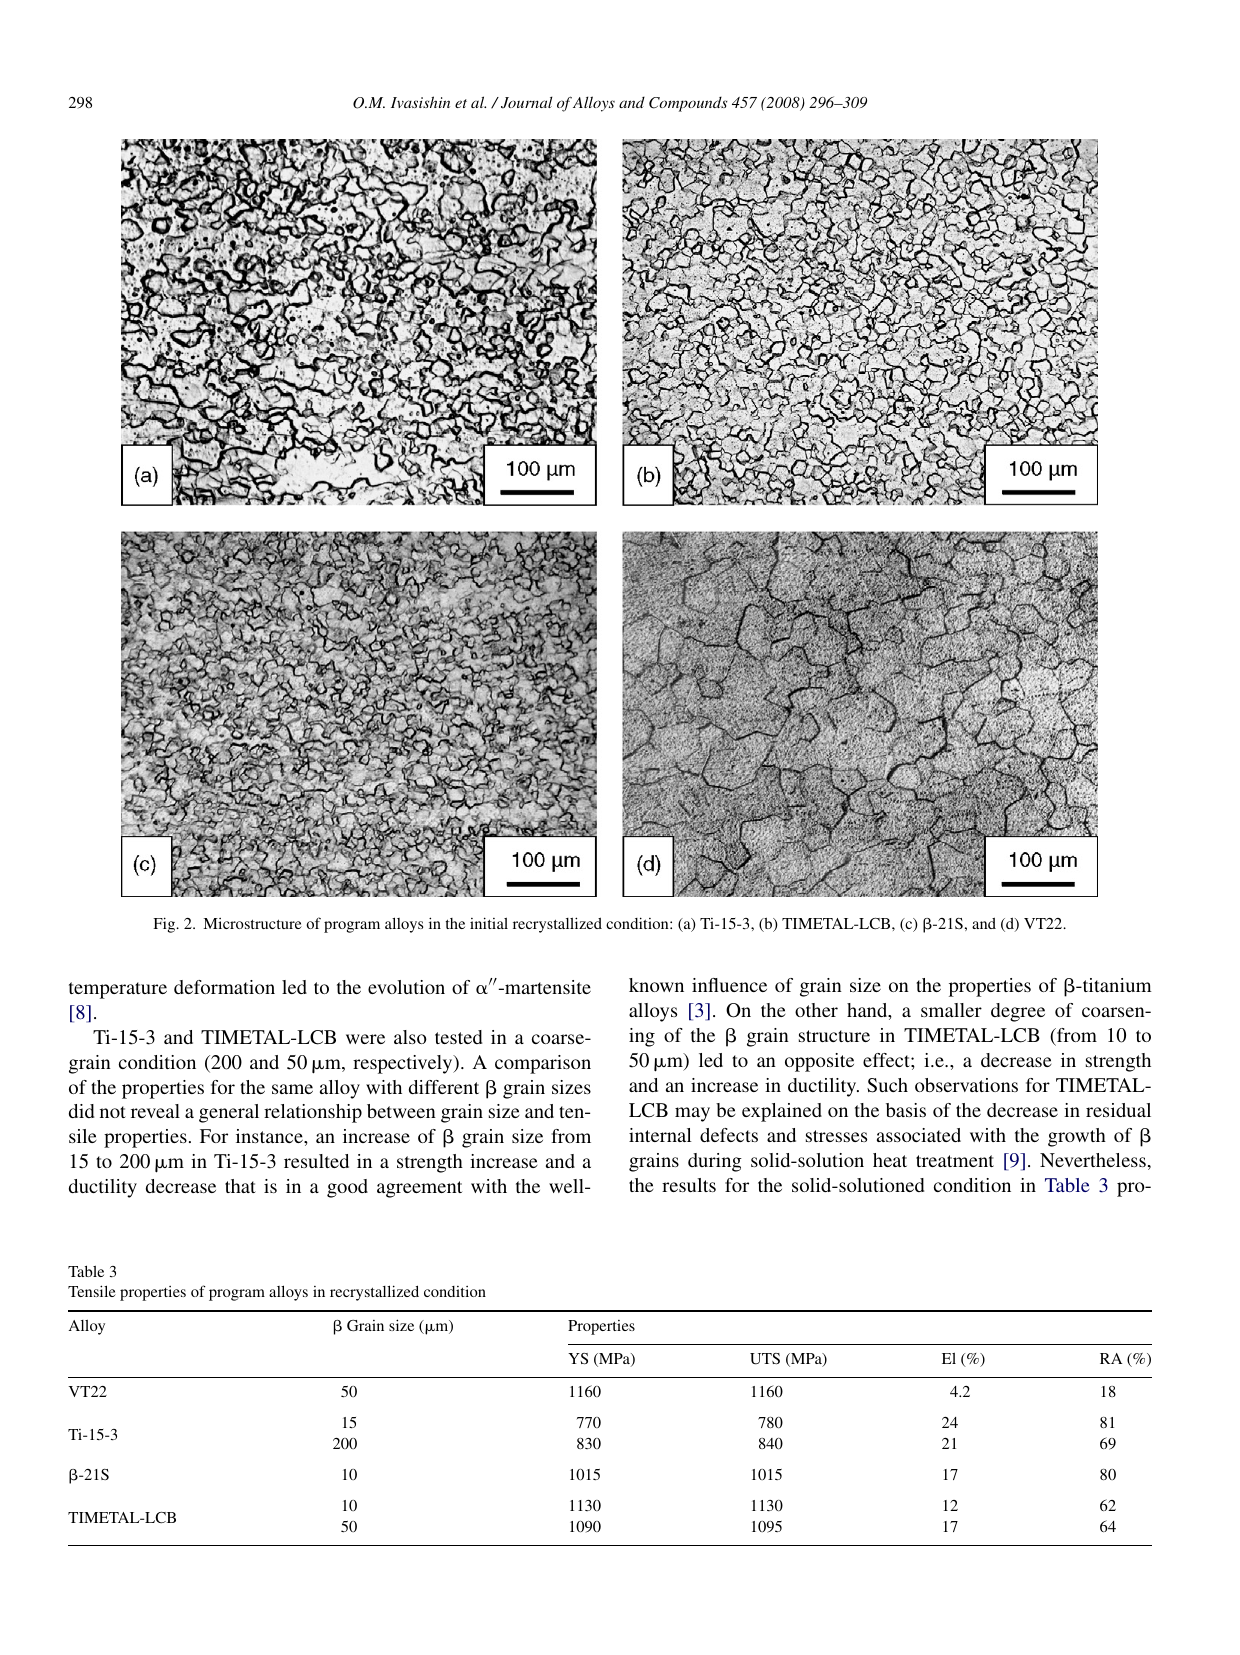 298
O.M. Ivasishin et al. / Journal of Alloys and Compounds 457 (2008) 296–309
(a)
100 μm
(b)
100 μm
(c)
100 μm
(d)
100 μm
Fig. 2. Microstructure of program alloys in the initial recrystallized condition: (a) Ti-15-3, (b) TIMETAL-LCB, (c) β-21S, and (d) VT22.
temperature deformation led to the evolution of α″-martensite
[8].
Ti-15-3 and TIMETAL-LCB were also tested in a coarse-
grain condition (200 and 50 μm, respectively). A comparison
of the properties for the same alloy with different β grain sizes
did not reveal a general relationship between grain size and ten-
sile properties. For instance, an increase of β grain size from
15 to 200 μm in Ti-15-3 resulted in a strength increase and a
ductility decrease that is in a good agreement with the well-
known influence of grain size on the properties of β-titanium
alloys [3]. On the other hand, a smaller degree of coarsen-
ing of the β grain structure in TIMETAL-LCB (from 10 to
50 μm) led to an opposite effect; i.e., a decrease in strength
and an increase in ductility. Such observations for TIMETAL-
LCB may be explained on the basis of the decrease in residual
internal defects and stresses associated with the growth of β
grains during solid-solution heat treatment [9]. Nevertheless,
the results for the solid-solutioned condition in Table 3 pro-
Table 3
Tensile properties of program alloys in recrystallized condition
Alloy β Grain size (μm) Properties
YS (MPa) UTS (MPa) El (%) RA (%)
VT22 50 1160 1160 4.2 18
Ti-15-3
15 770 780 24 81
200 830 840 21 69
β-21S 10 1015 1015 17 80
TIMETAL-LCB
10 1130 1130 12 62
50 1090 1095 17 64